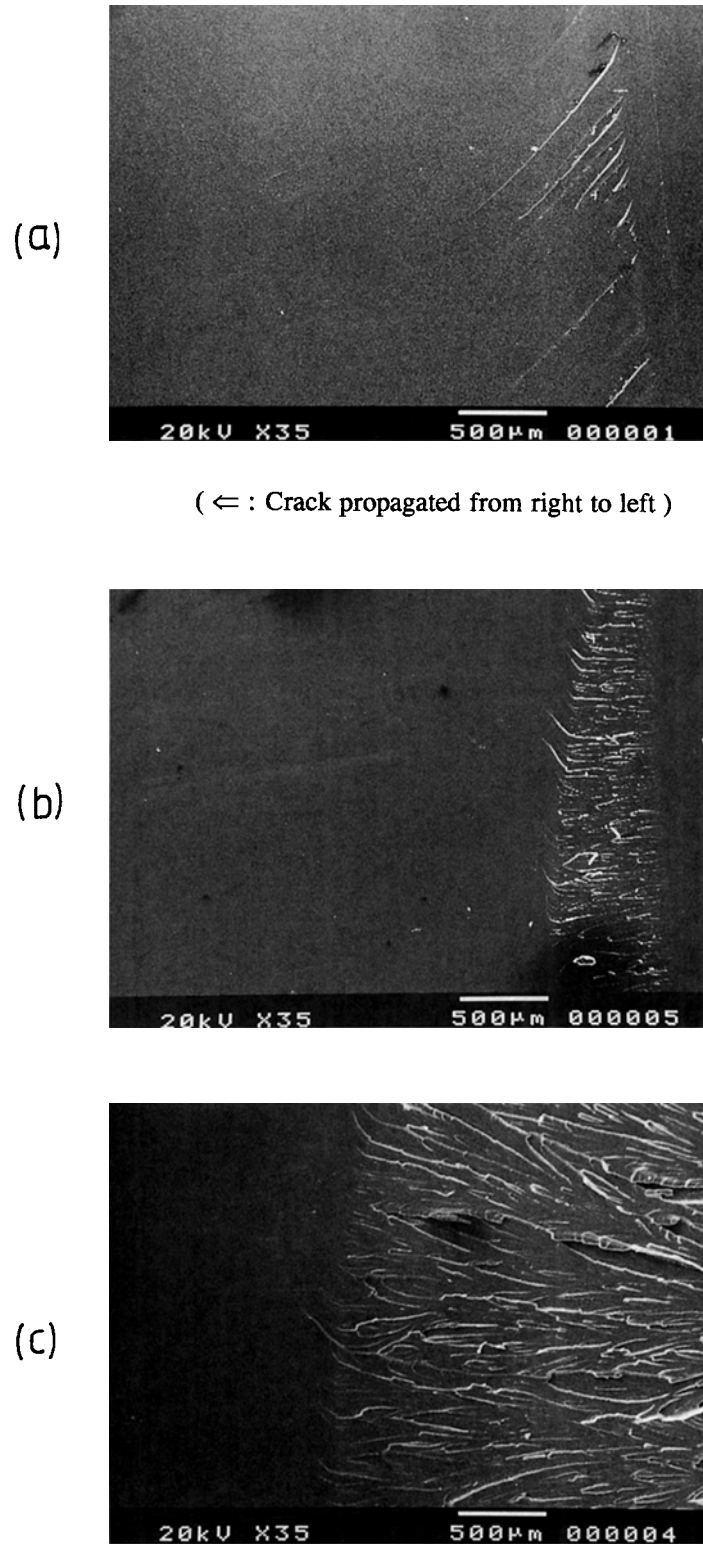 (a)
20kV X35 500µm 000001
( ⇐ : Crack propagated from right to left )
(b)
20kV X35 500µm 000005
(c)
20kV X35 500µm 000004